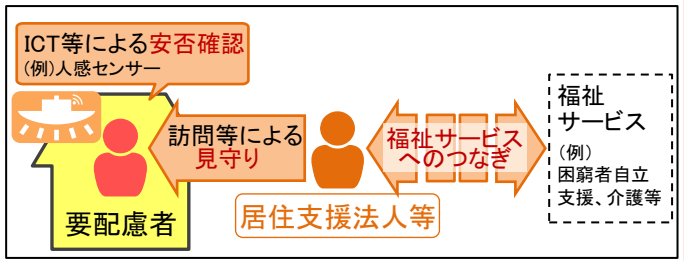 ICT等による安否確認
(例)人感センサー
訪問等による
見守り
要配慮者
居住支援法人等
福祉サービス
へのつなぎ
福祉
サービス
(例)
困窮者自立
支援、介護等